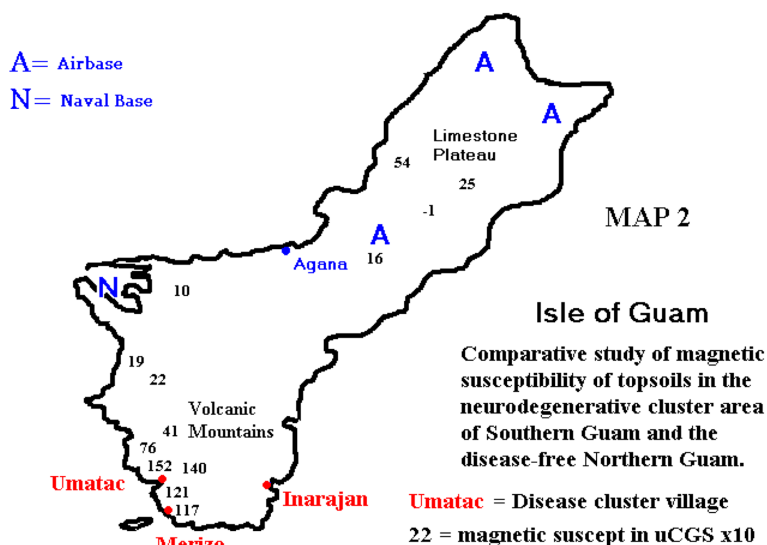 A= Airbase
N= Naval Base
A
A
Limestone
Plateau
54
25
-1
MAP 2
A
Agana
16
N
10
Isle of Guam
Comparative study of magnetic
susceptibility of topsoils in the
neurodegenerative cluster area
of Southern Guam and the
disease-free Northern Guam.
19
22
Volcanic
Mountains
41
76
152 140
Umatac
121
Inarajan
117
Merizo
Umatac = Disease cluster village
22 = magnetic suscept in uCGS x10